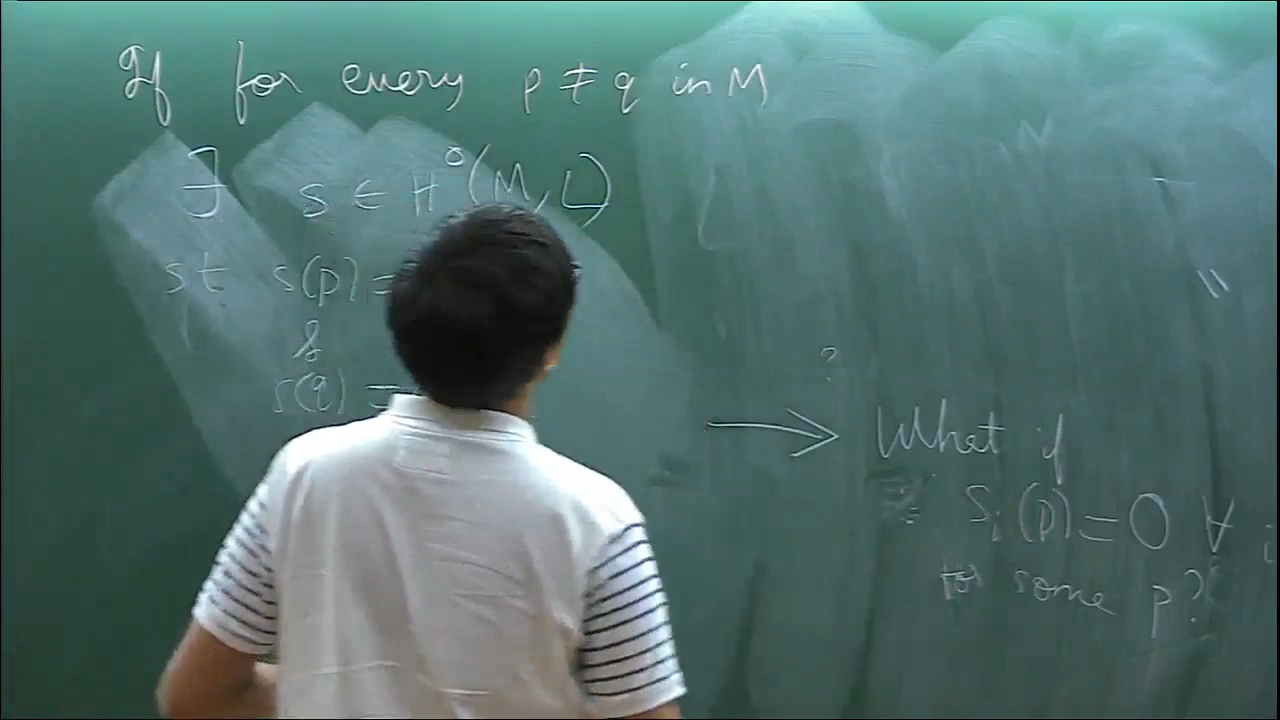 If for every p ≠ q in M
∃ s ∈ H⁰(M, L)
st s(p) =
&
s(q) =
?
→ What if
Sᵢ(p) = 0 ∀ i
for some p?